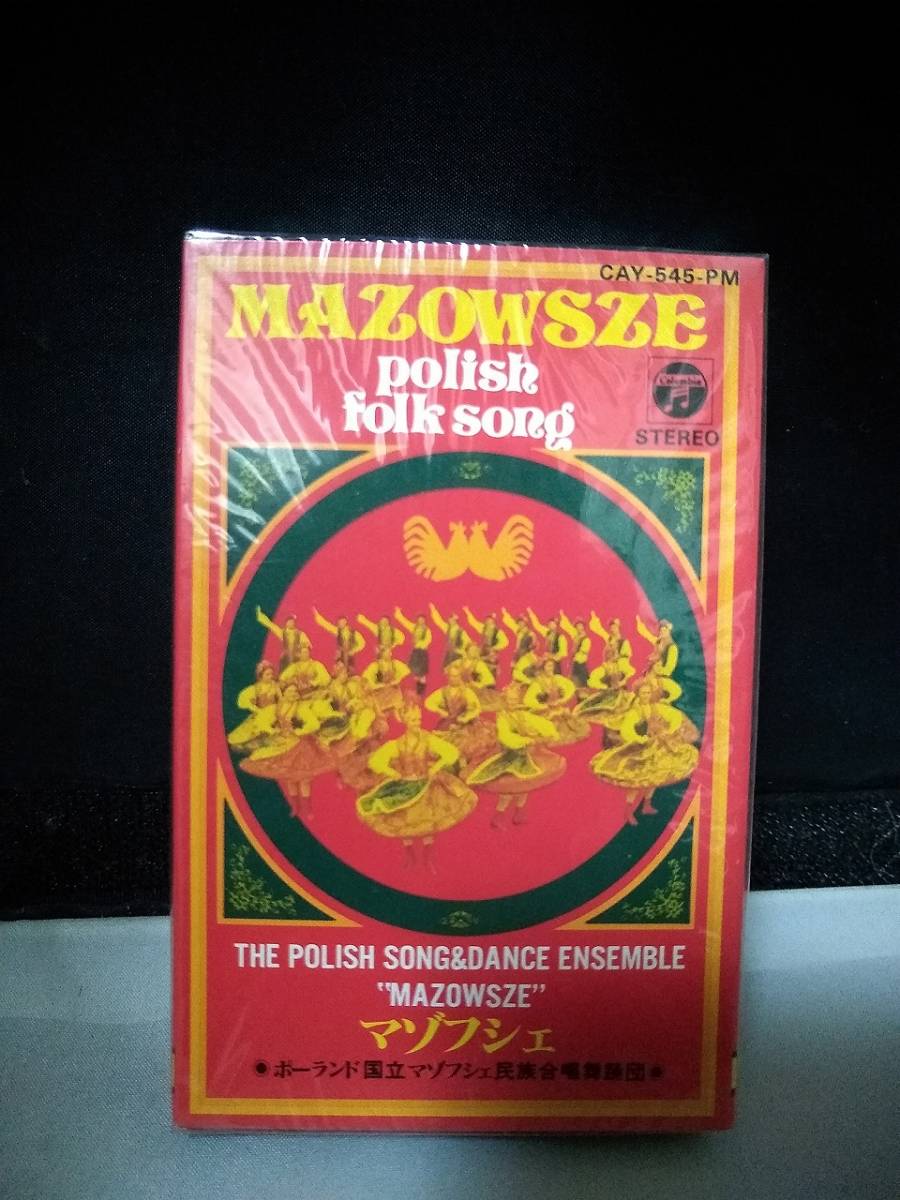 CAY-545-PM
MAZOWSZE
polish
folk song
Columbia
STEREO
THE POLISH SONG&DANCE ENSEMBLE
"MAZOWSZE"
マゾフシェ
●ポーランド国立マゾフシェ民族合唱舞踊団●